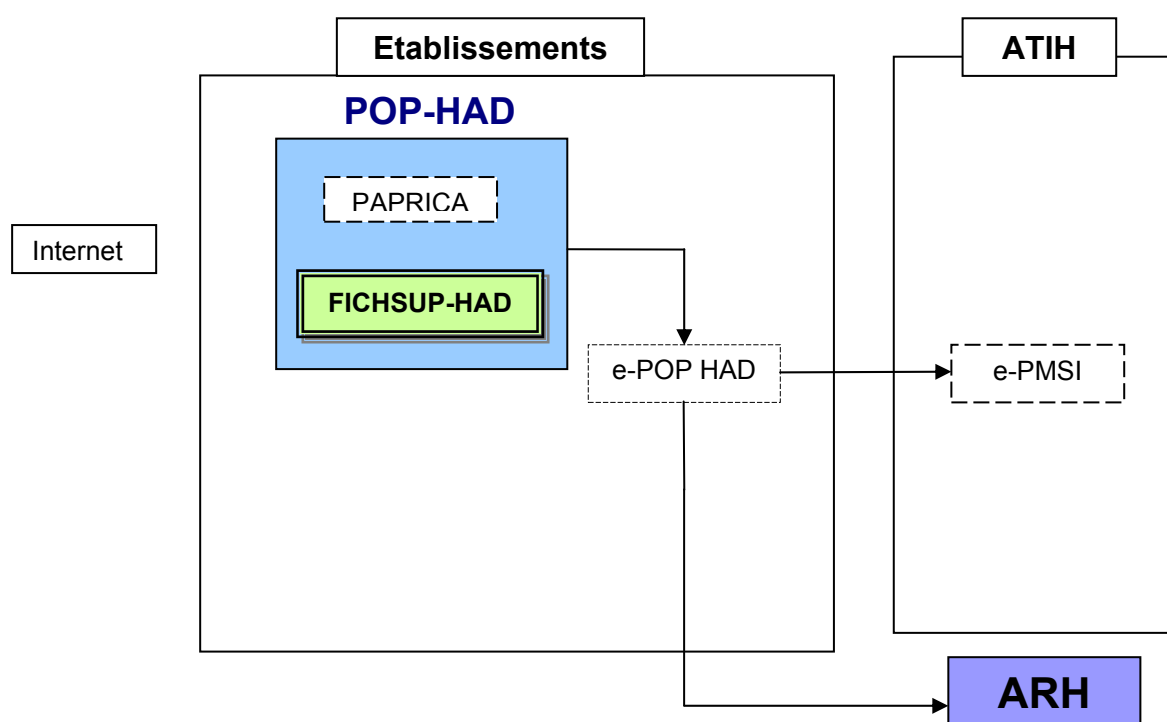 Etablissements
ATIH
POP-HAD
PAPRICA
Internet
FICHSUP-HAD
e-POP HAD
e-PMSI
ARH